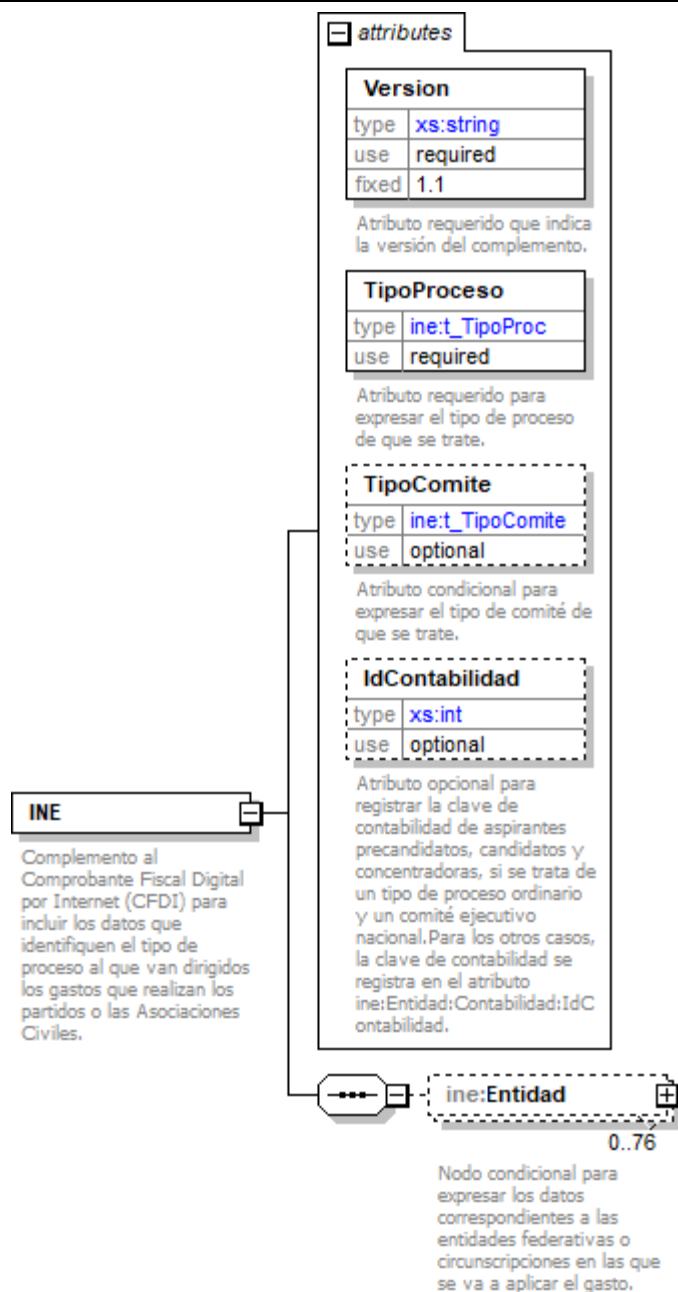 attributes
Version
type xs:string
use required
fixed 1.1
Atributo requerido que indica
la versión del complemento.
TipoProceso
type ine:t_TipoProc
use required
Atributo requerido para
expresar el tipo de proceso
de que se trate.
TipoComite
type ine:t_TipoComite
use optional
Atributo condicional para
expresar el tipo de comité de
que se trate.
IdContabilidad
type xs:int
use optional
Atributo opcional para
registrar la clave de
contabilidad de aspirantes
precandidatos, candidatos y
concentradoras, si se trata de
un tipo de proceso ordinario
y un comité ejecutivo
nacional.Para los otros casos,
la clave de contabilidad se
registra en el atributo
ine:Entidad:Contabilidad:IdC
ontabilidad.
INE
Complemento al
Comprobante Fiscal Digital
por Internet (CFDI) para
incluir los datos que
identifiquen el tipo de
proceso al que van dirigidos
los gastos que realizan los
partidos o las Asociaciones
Civiles.
ine:Entidad
0..76
Nodo condicional para
expresar los datos
correspondientes a las
entidades federativas o
circunscripciones en las que
se va a aplicar el gasto.